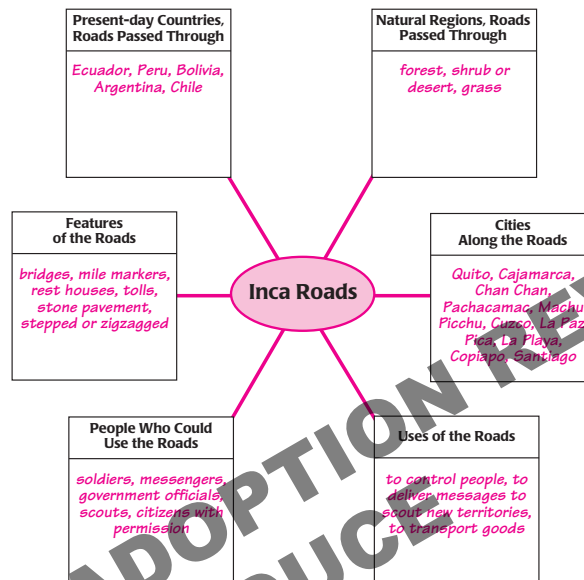 Present-day Countries,
Roads Passed Through
Ecuador, Peru, Bolivia,
Argentina, Chile
Natural Regions, Roads
Passed Through
forest, shrub or
desert, grass
Features
of the Roads
bridges, mile markers,
rest houses, tolls,
stone pavement,
stepped or zigzagged
Inca Roads
Cities
Along the Roads
Quito, Cajamarca,
Chan Chan,
Pachacamac, Machu
Picchu, Cuzco, La Paz
Pica, La Playa,
Copiapo, Santiago
People Who Could
Use the Roads
soldiers, messengers,
government officials,
scouts, citizens with
permission
Uses of the Roads
to control people, to
deliver messages to
scout new territories,
to transport goods
ADOPTION